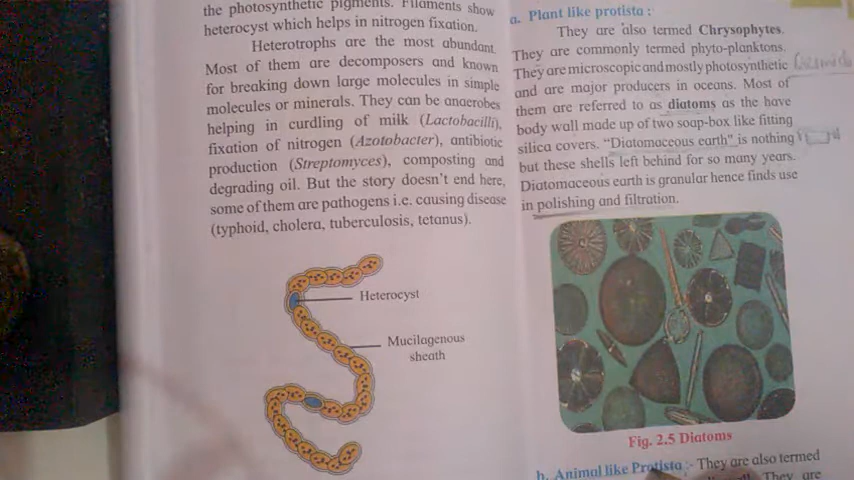 the photosynthetic pigments. Filaments show
heterocyst which helps in nitrogen fixation.
Heterotrophs are the most abundant.
Most of them are decomposers and known
for breaking down large molecules in simple
molecules or minerals. They can be anaerobes
helping in curdling of milk (Lactobacilli),
fixation of nitrogen (Azotobacter), antibiotic
production (Streptomyces), composting and
degrading oil. But the story doesn't end here,
some of them are pathogens i.e. causing disease
(typhoid, cholera, tuberculosis, tetanus).
Heterocyst
Mucilagenous
sheath
a. Plant like protista :
They are also termed Chrysophytes.
They are commonly termed phyto-planktons.
They are microscopic and mostly photosynthetic
and are major producers in oceans. Most of
them are referred to as diatoms as the have
body wall made up of two soap-box like fitting
silica covers. "Diatomaceous earth" is nothing
but these shells left behind for so many years.
Diatomaceous earth is granular hence finds use
in polishing and filtration.
Fig. 2.5 Diatoms
b. Animal like Protista :- They are also termed
They are